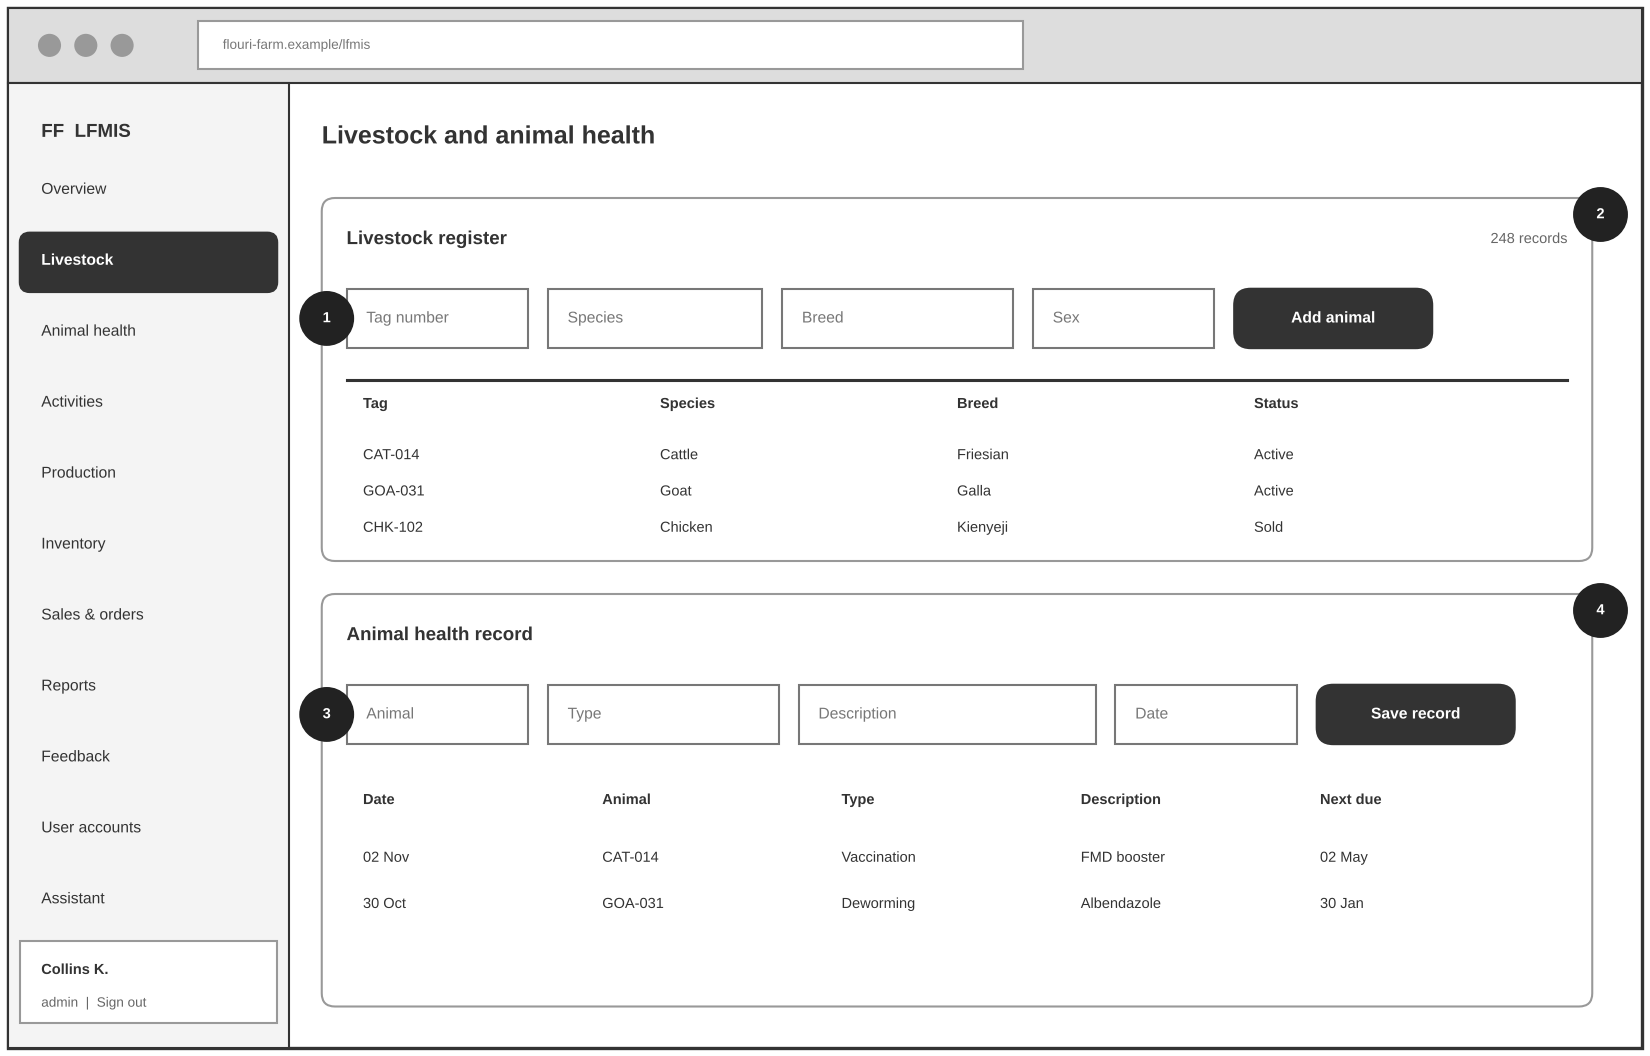 flouri-farm.example/lfmis
FF LFMIS
Overview
Livestock
Animal health
Activities
Production
Inventory
Sales & orders
Reports
Feedback
User accounts
Assistant
Collins K.
admin | Sign out
Livestock and animal health
2
Livestock register 248 records
1 Tag number Species Breed Sex Add animal
Tag Species Breed Status
CAT-014 Cattle Friesian Active
GOA-031 Goat Galla Active
CHK-102 Chicken Kienyeji Sold
4
Animal health record
3 Animal Type Description Date Save record
Date Animal Type Description Next due
02 Nov CAT-014 Vaccination FMD booster 02 May
30 Oct GOA-031 Deworming Albendazole 30 Jan